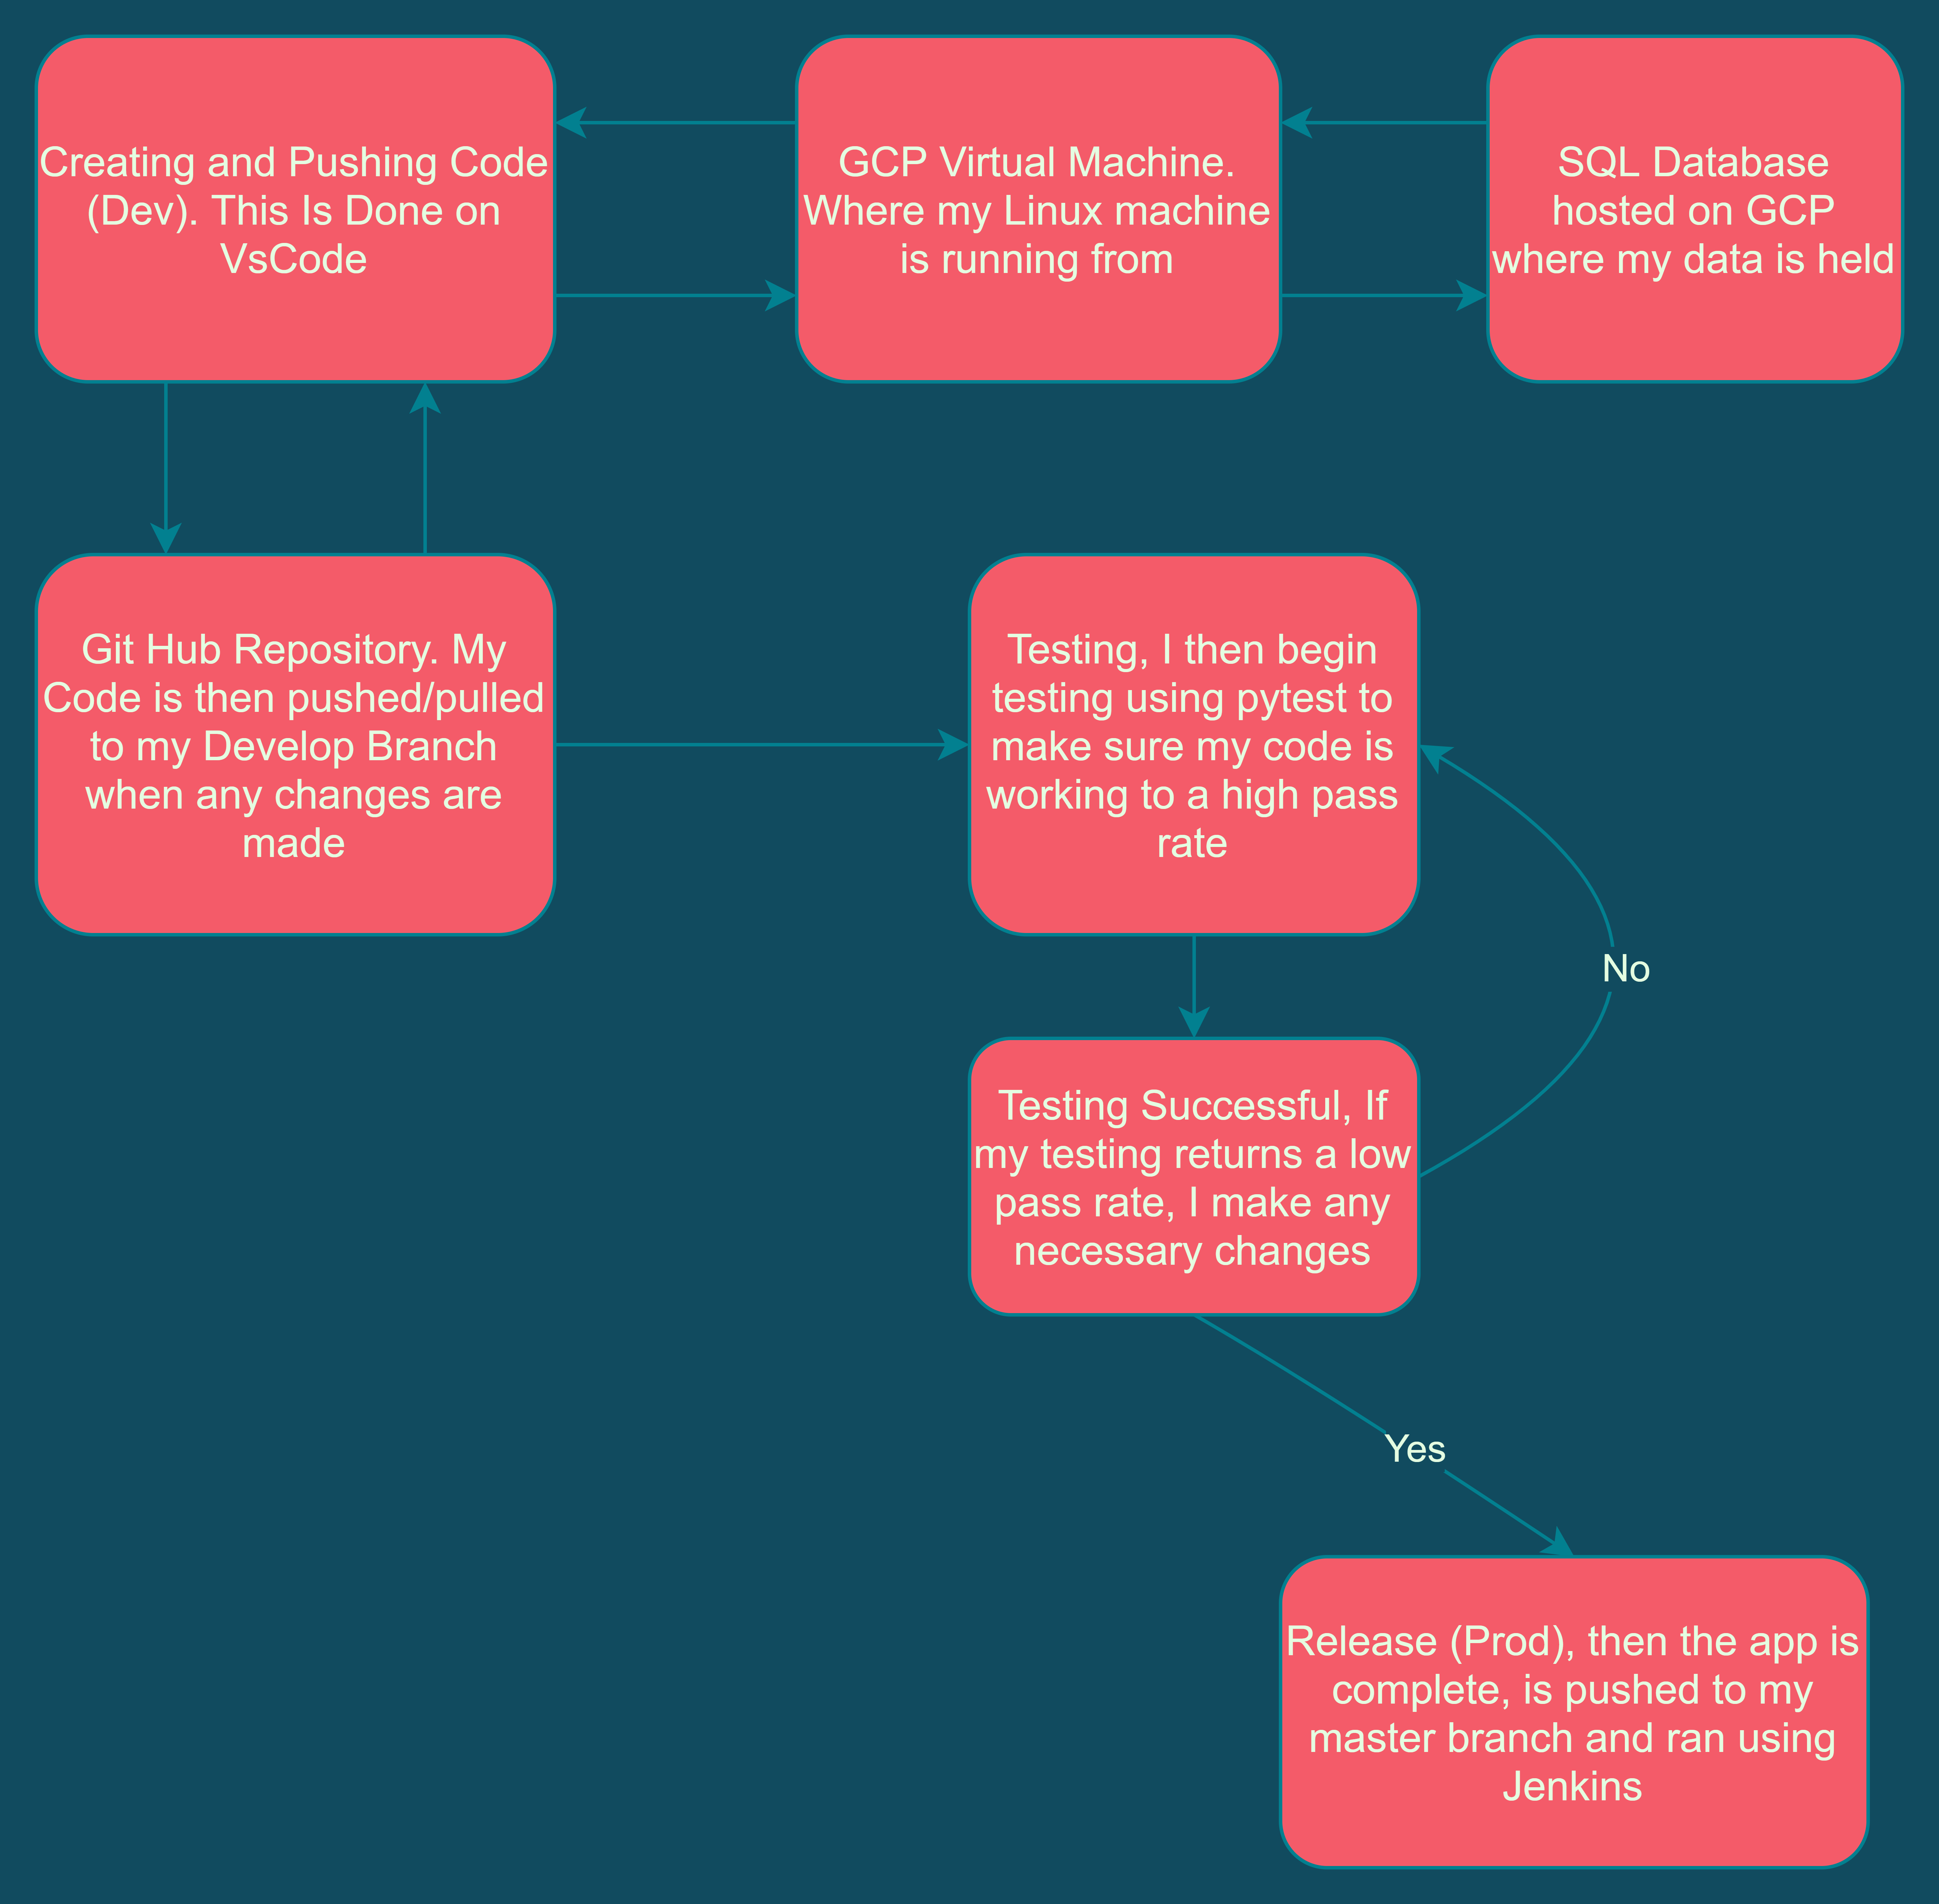 Creating and Pushing Code
(Dev). This Is Done on
VsCode
GCP Virtual Machine.
Where my Linux machine
is running from
SQL Database
hosted on GCP
where my data is held
Git Hub Repository. My
Code is then pushed/pulled
to my Develop Branch
when any changes are
made
Testing, I then begin
testing using pytest to
make sure my code is
working to a high pass
rate
No
Testing Successful, If
my testing returns a low
pass rate, I make any
necessary changes
Yes
Release (Prod), then the app is
complete, is pushed to my
master branch and ran using
Jenkins